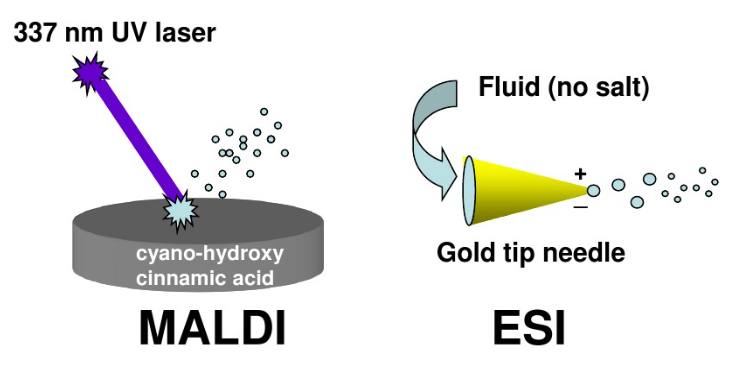 337 nm UV laser
Fluid (no salt)
+
–
cyano-hydroxy
cinnamic acid
Gold tip needle
MALDI
ESI